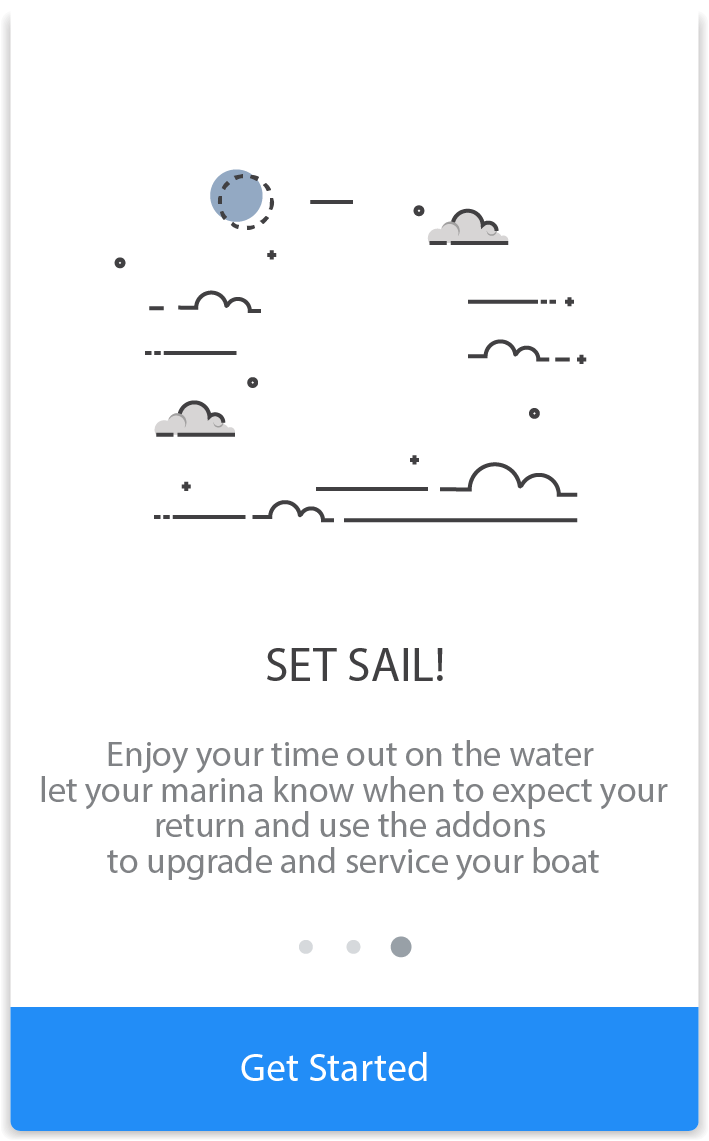 SET SAIL!
Enjoy your time out on the water
let your marina know when to expect your
return and use the addons
to upgrade and service your boat
Get Started